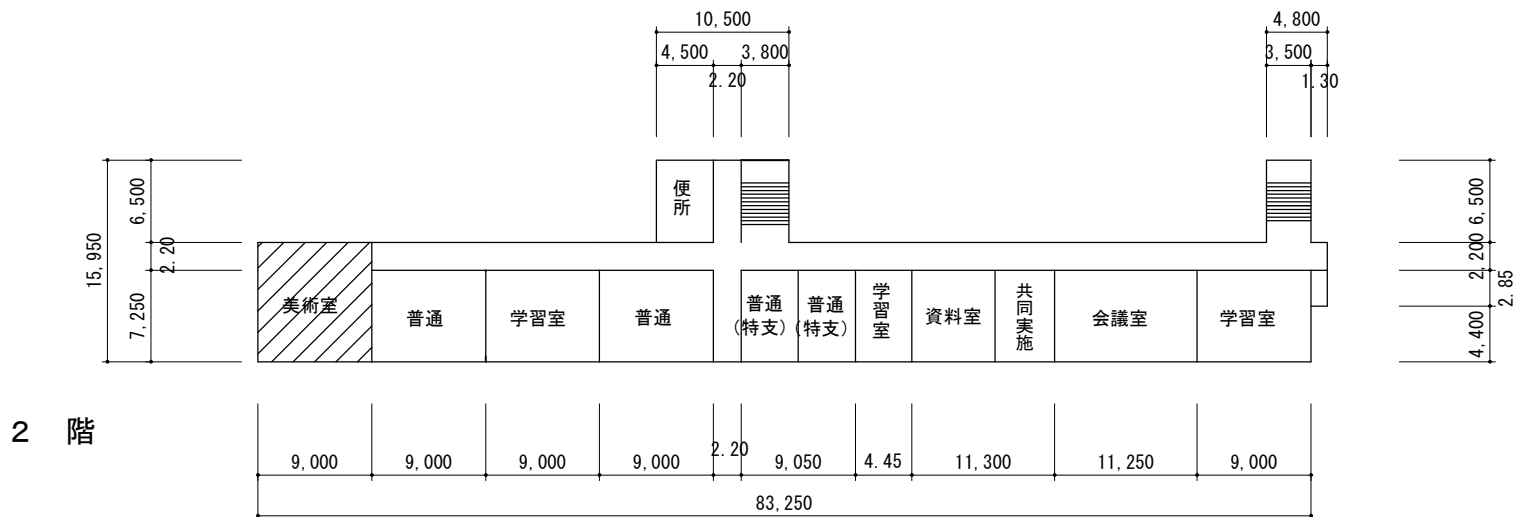 10,500
4,800
4,500
3,800
3,500
2.20
1.30
15,950
6,500
2.20
7,250
6,500
2,200
2.85
4,400
便所
美術室
普通
学習室
普通
普通
(特支)
普通
(特支)
学習室
資料室
共同実施
会議室
学習室
2 階
9,000
9,000
9,000
9,000
2.20
9,050
4.45
11,300
11,250
9,000
83,250